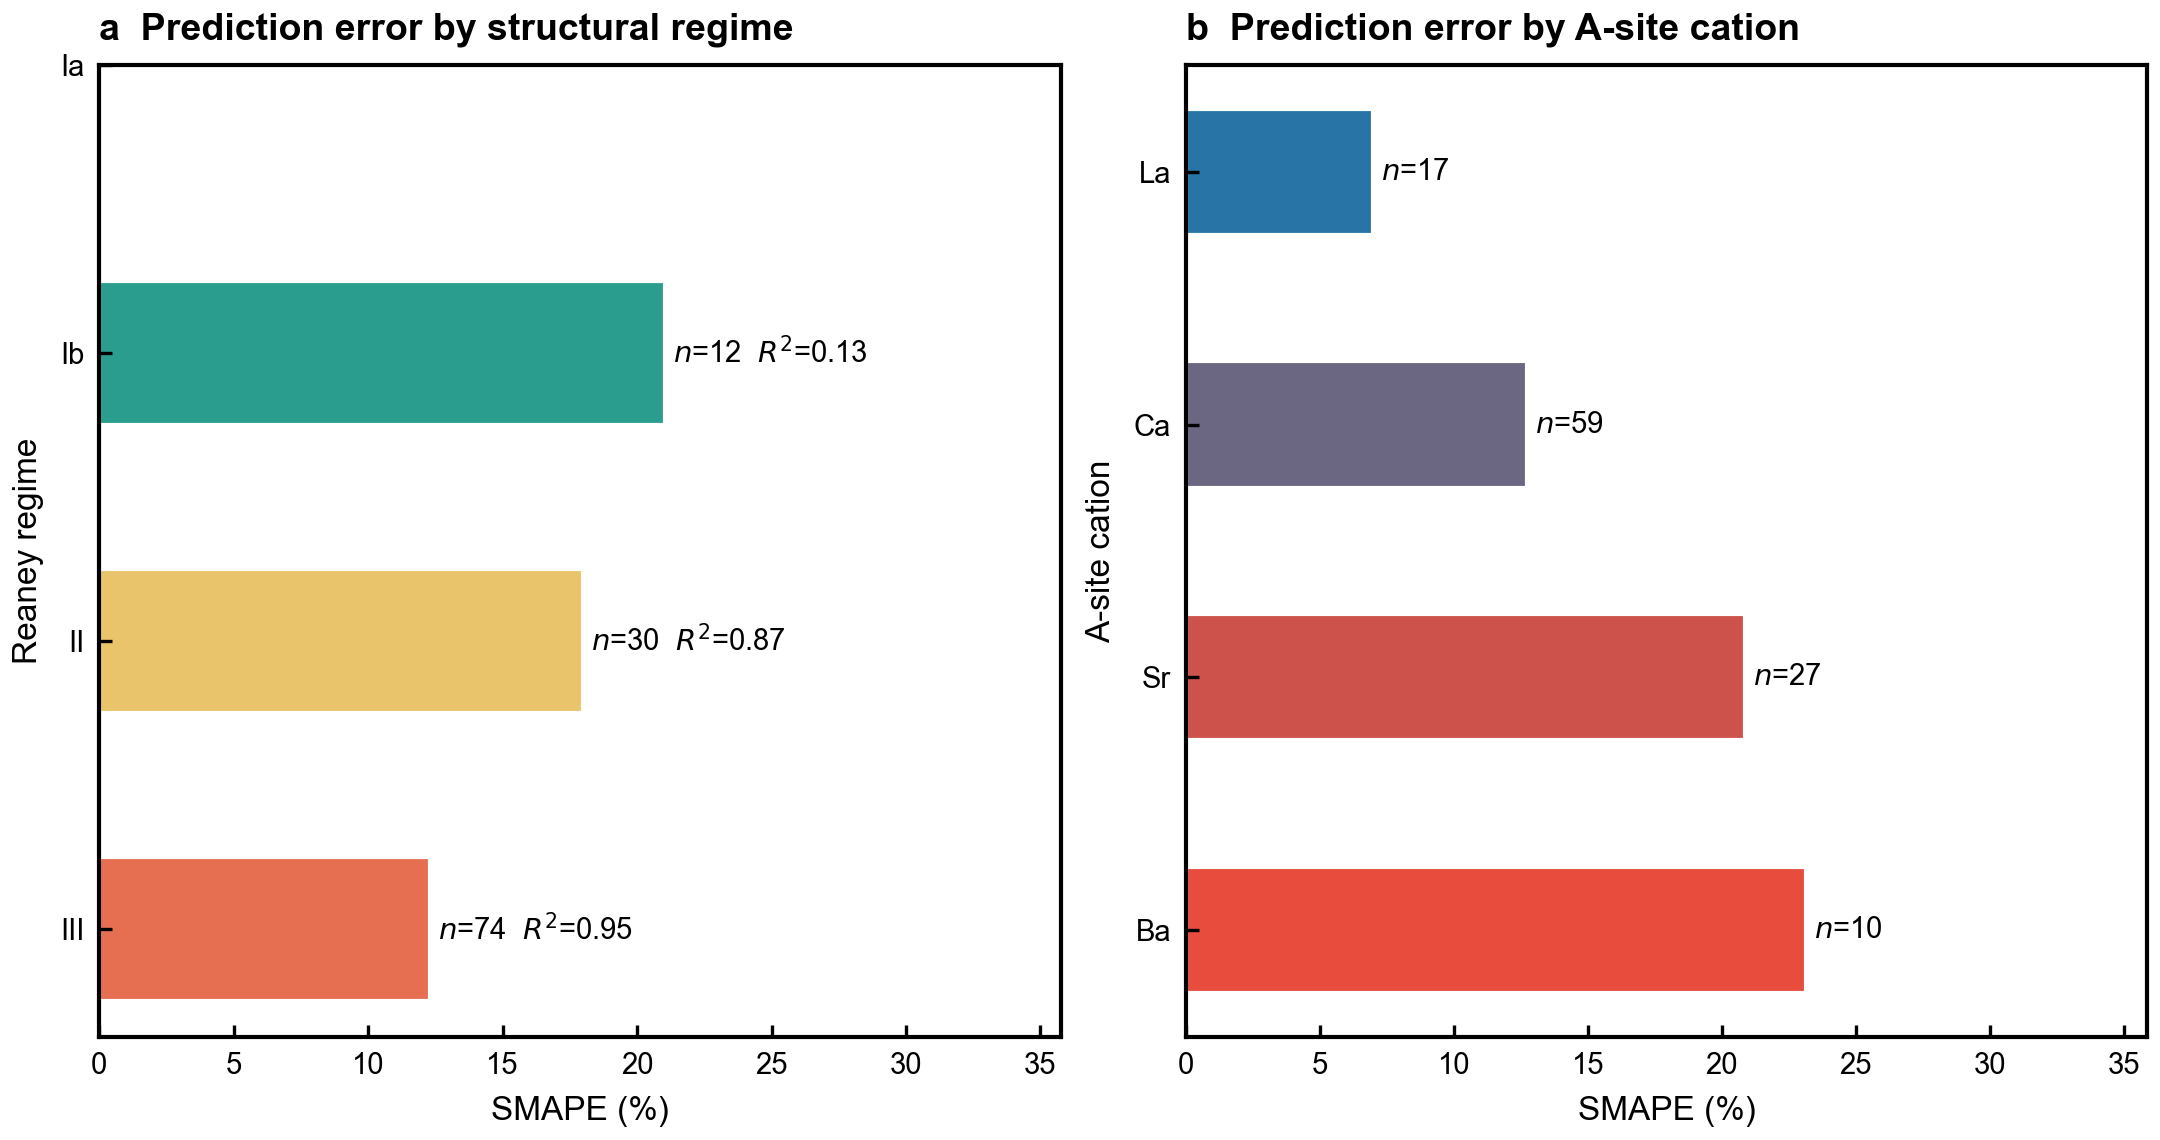 a Prediction error by structural regime
Ia
Ib
II
III
Reaney regime
n=12 R²=0.13
n=30 R²=0.87
n=74 R²=0.95
0 5 10 15 20 25 30 35
SMAPE (%)
b Prediction error by A-site cation
La
Ca
Sr
Ba
A-site cation
n=17
n=59
n=27
n=10
0 5 10 15 20 25 30 35
SMAPE (%)